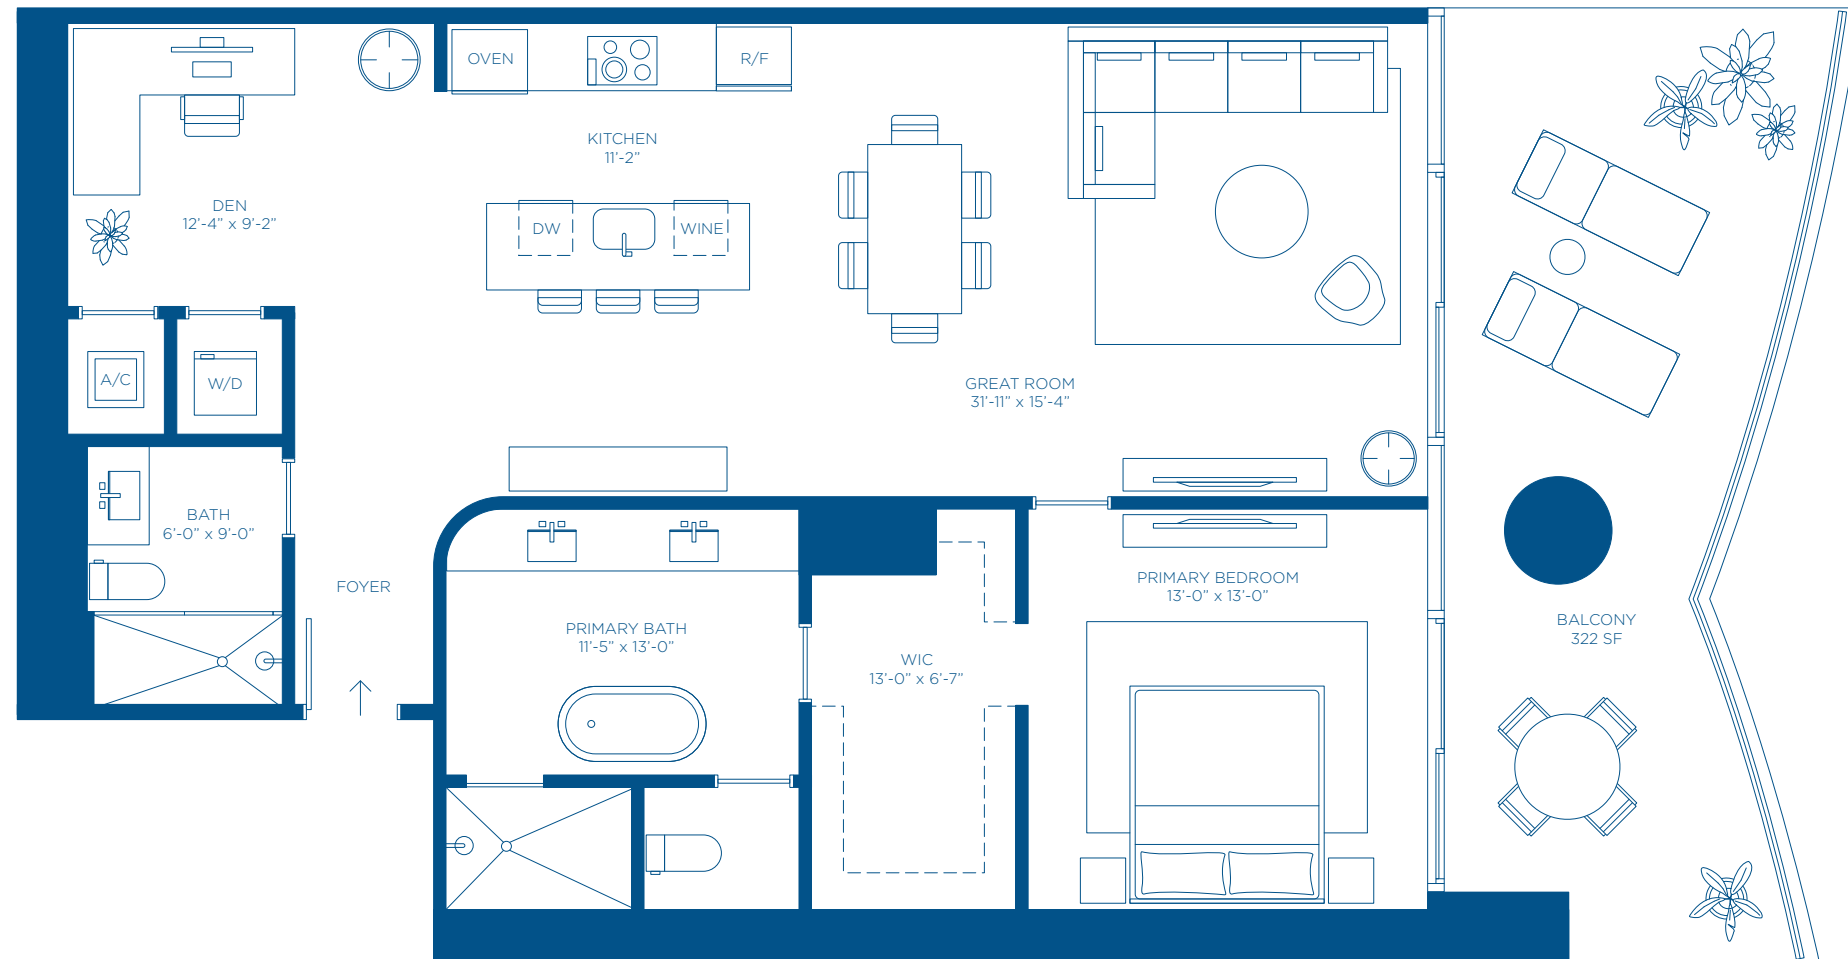 OVEN
R/F
KITCHEN
11'-2"
DEN
12'-4" x 9'-2"
DW
WINE
A/C
W/D
GREAT ROOM
31'-11" x 15'-4"
BATH
6'-0" x 9'-0"
FOYER
PRIMARY BEDROOM
13'-0" x 13'-0"
PRIMARY BATH
11'-5" x 13'-0"
BALCONY
322 SF
WIC
13'-0" x 6'-7"